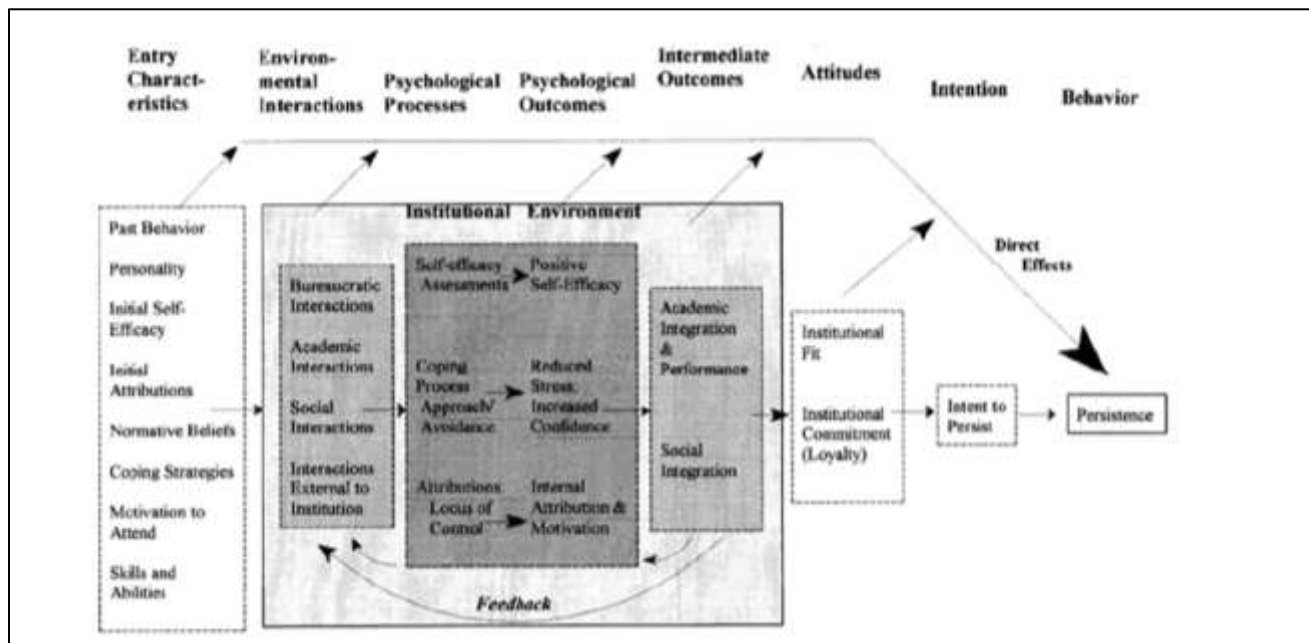 Entry
Charact-
eristics
Environ-
mental
Interactions
Psychological
Processes
Psychological
Outcomes
Intermediate
Outcomes
Attitudes
Intention
Behavior
Past Behavior
Personality
Initial Self-
Efficacy
Initial
Attributions
Normative Beliefs
Coping Strategies
Motivation to
Attend
Skills and
Abilities
Institutional Environment
Bureaucratic
Interactions
Academic
Interactions
Social
Interactions
Interactions
External to
Institution
Self-efficacy
Assessments
Positive
Self-Efficacy
Coping
Process
Approach/
Avoidance
Reduced
Stress:
Increased
Confidence
Attributions:
Locus of
Control
Internal
Attribution &
Motivation
Academic
Integration
&
Performance
Social
Integration
Feedback
Institutional
Fit
Institutional
Commitment
(Loyalty)
Intent to
Persist
Persistence
Direct
Effects